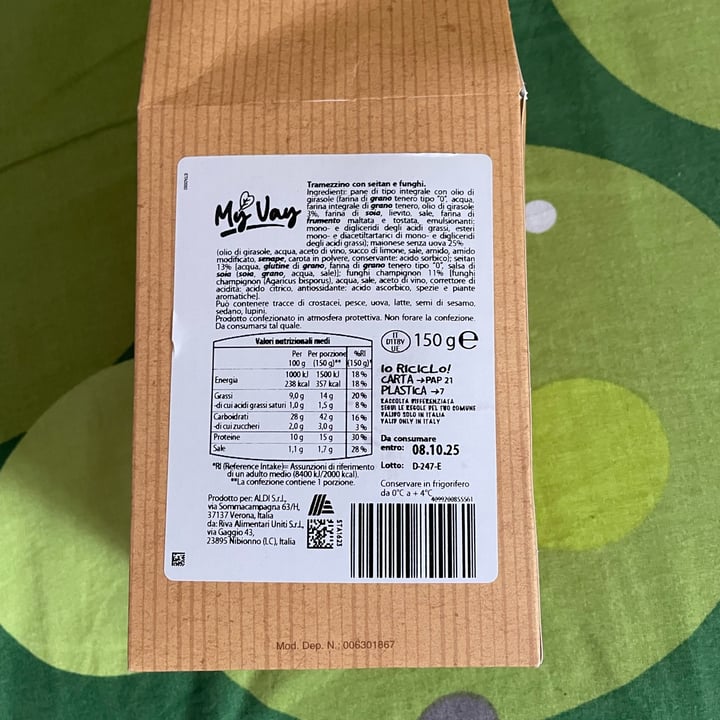 My Vay
Tramezzino con seitan e funghi.
Ingredienti: pane di tipo integrale con olio di
girasole (farina di grano tenero tipo "0", acqua,
farina integrale di grano tenero, olio di girasole
3%, farina di soia, lievito, sale, farina di
frumento maltata e tostata, emulsionanti:
mono- e digliceridi degli acidi grassi, esteri
mono- e diacetiltartarici di mono- e digliceridi
degli acidi grassi); maionese senza uova 25%
(olio di girasole, acqua, aceto di vino, succo di limone, sale, amido, amido
modificato, senape, carota in polvere, conservante: acido sorbico); seitan
13% [acqua, glutine di grano, farina di grano tenero tipo "0", salsa di
soia (soia, grano, acqua, sale)]; funghi champignon 11% [funghi
champignon (Agaricus bisporus), acqua, sale, aceto di vino, correttore di
acidità: acido citrico, antiossidante: acido ascorbico, spezie e piante
aromatiche].
Può contenere tracce di crostacei, pesce, uova, latte, semi di sesamo,
sedano, lupini.
Prodotto confezionato in atmosfera protettiva. Non forare la confezione.
Da consumarsi tal quale.
Valori nutrizionali medi
Per 100 g Per porzione (150 g)** %RI (150 g)*
Energia 1000 kJ 1500 kJ 18 %
238 kcal 357 kcal 18 %
Grassi 9,0 g 14 g 20 %
-di cui acidi grassi saturi 1,0 g 1,5 g 8 %
Carboidrati 28 g 42 g 16 %
-di cui zuccheri 2,0 g 3,0 g 3 %
Proteine 10 g 15 g 30 %
Sale 1,1 g 1,7 g 28 %
*RI (Reference Intake)= Assunzioni di riferimento
di un adulto medio (8400 kJ/2000 kcal).
**La confezione contiene 1 porzione.
IT
D1TRV
UE
150 g e
IO RICICLO!
CARTA → PAP 21
PLASTICA → 7
RACCOLTA DIFFERENZIATA
SEGUI LE REGOLE DEL TUO COMUNE
VALIDO SOLO IN ITALIA
VALID ONLY IN ITALY
Da consumare
entro: 08.10.25
Lotto: D-247-E
Conservare in frigorifero
da 0°C a + 4°C
4099200855561
Prodotto per: ALDI S.r.l.,
via Sommacampagna 63/H,
37137 Verona, Italia
da: Riva Alimentari Uniti S.r.l.,
via Gaggio 43,
23895 Nibionno (LC), Italia
STA1623
Mod. Dep. N.: 006301867